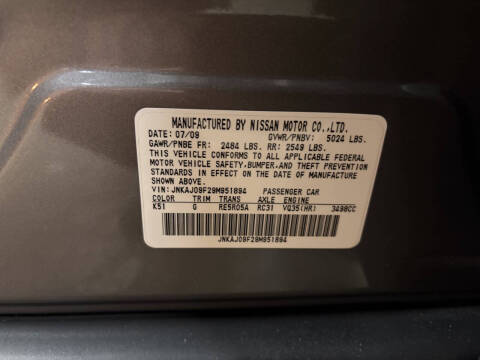 MANUFACTURED BY NISSAN MOTOR CO.,LTD.
DATE: 07/09 GVWR/PNBV: 5024 LBS.
GAWR/PNBE FR: 2484 LBS. RR: 2549 LBS.
THIS VEHICLE CONFORMS TO ALL APPLICABLE FEDERAL
MOTOR VEHICLE SAFETY,BUMPER,AND THEFT PREVENTION
STANDARDS IN EFFECT ON THE DATE OF MANUFACTURE
SHOWN ABOVE.
VIN: JNKAJ09F29M951894 PASSENGER CAR
COLOR TRIM TRANS AXLE ENGINE
K51 G RE5R05A RC31 VQ35(HR) 3498CC
JNKAJ09F29M951894